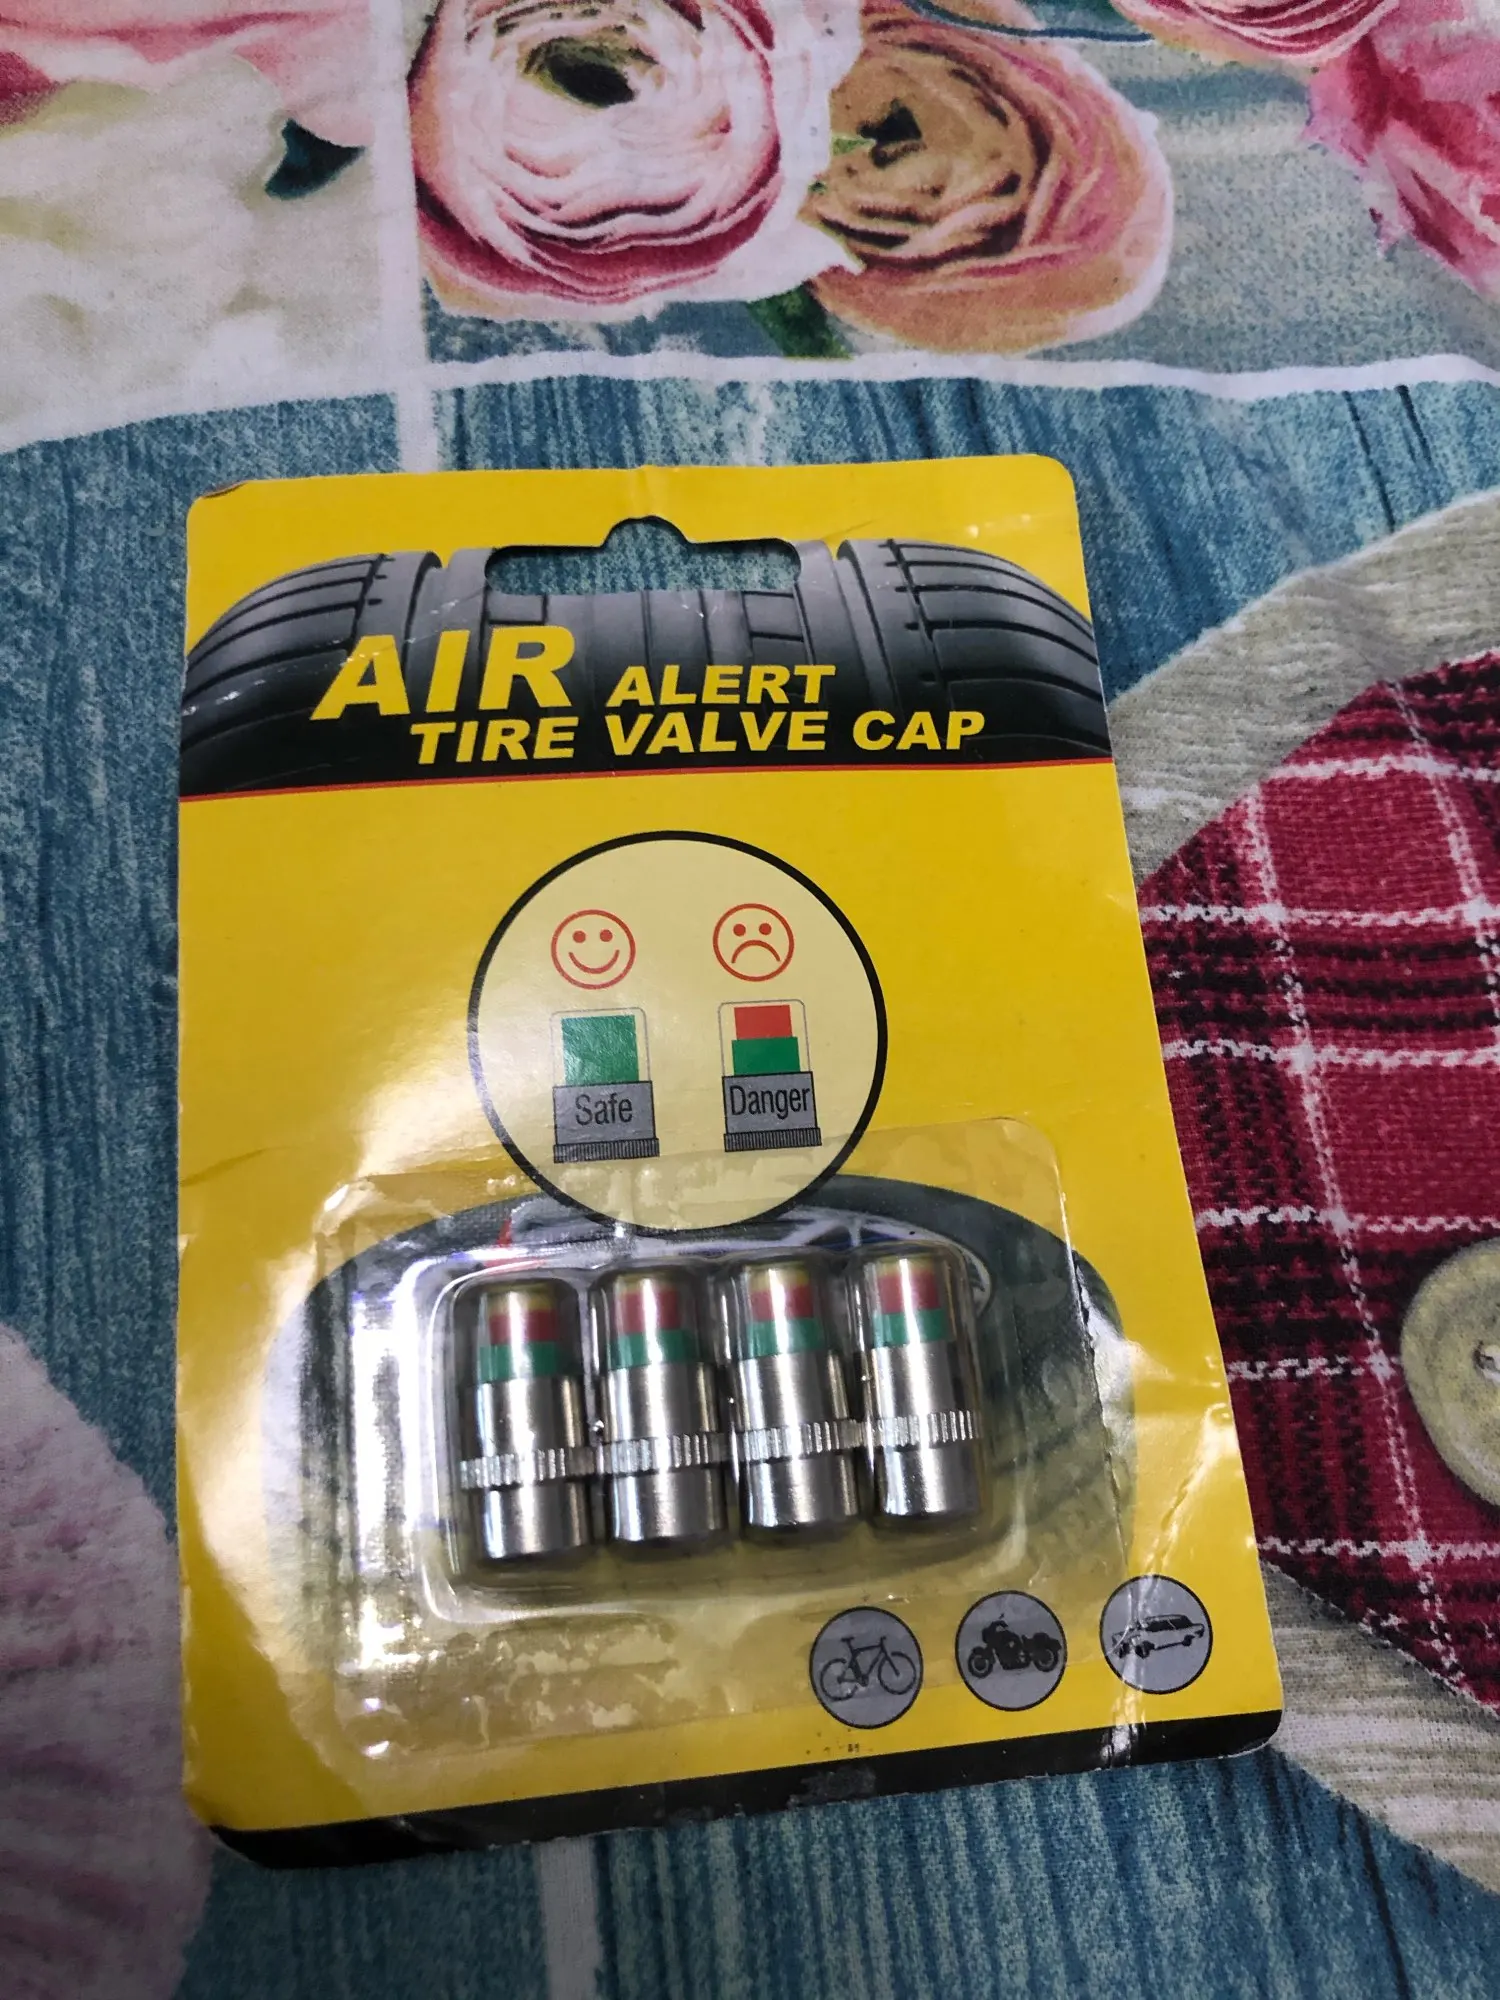 AIR ALERT
TIRE VALVE CAP
Safe
Danger